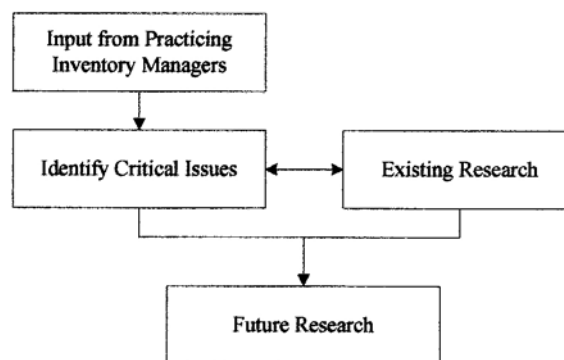 Input from Practicing
Inventory Managers
Identify Critical Issues
Existing Research
Future Research